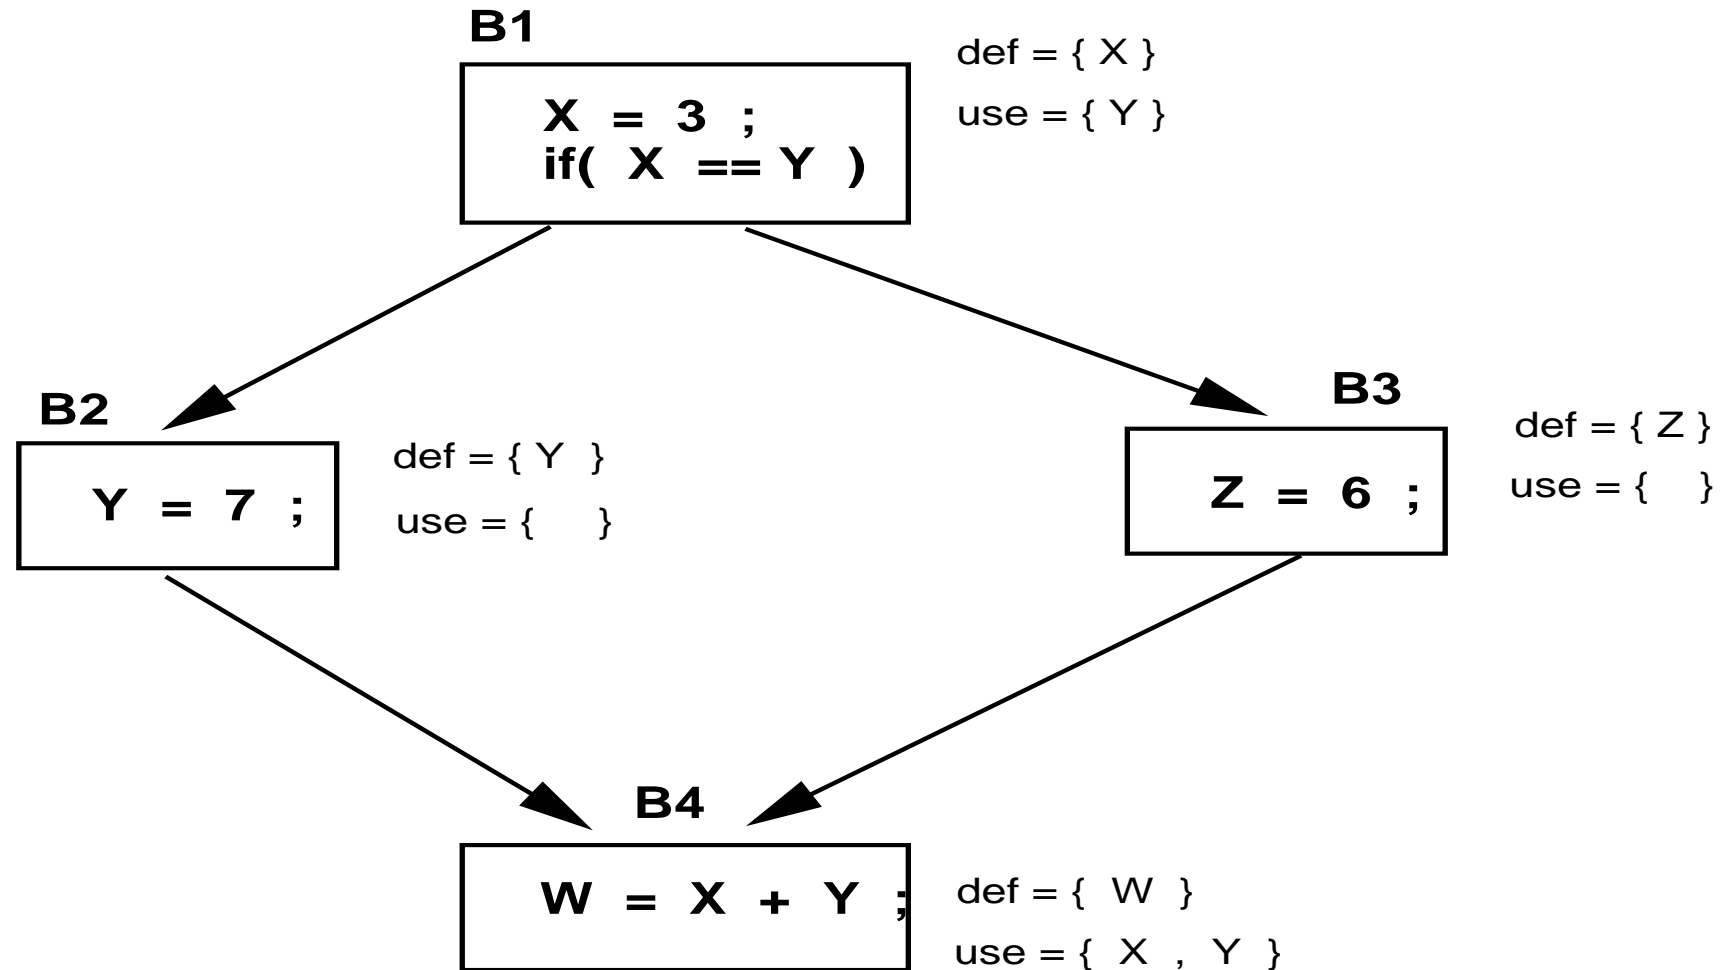 B1
def = { X }
X = 3 ;
use = { Y }
if( X == Y )
B2
B3
def = { Y }
use = { }
Y = 7 ;
def = { Z }
use = { }
Z = 6 ;
B4
W = X + Y ;
def = { W }
use = { X , Y }